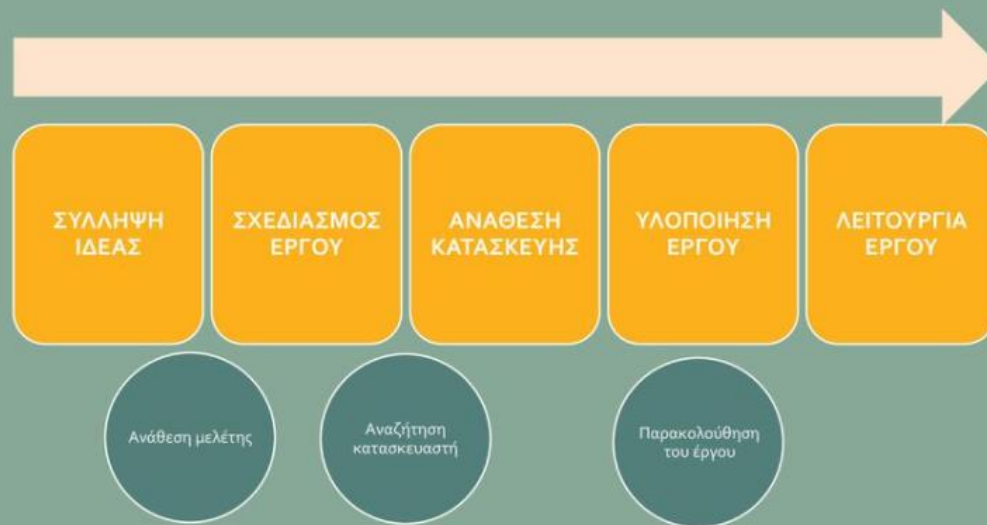 ΣΥΛΛΗΨΗ
ΙΔΕΑΣ
ΣΧΕΔΙΑΣΜΟΣ
ΕΡΓΟΥ
ΑΝΑΘΕΣΗ
ΚΑΤΑΣΚΕΥΗΣ
ΥΛΟΠΟΙΗΣΗ
ΕΡΓΟΥ
ΛΕΙΤΟΥΡΓΙΑ
ΕΡΓΟΥ
Ανάθεση μελέτης
Αναζήτηση
κατασκευαστή
Παρακολούθηση
του έργου